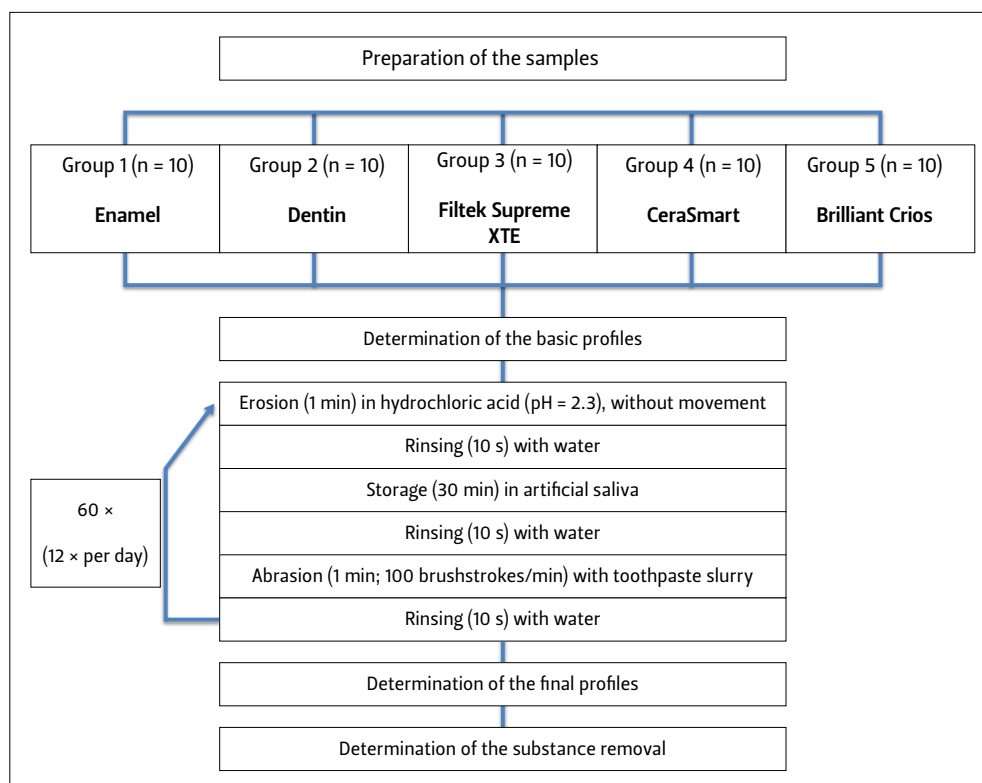 Preparation of the samples
Group 1 (n = 10)
Enamel
Group 2 (n = 10)
Dentin
Group 3 (n = 10)
Filtek Supreme
XTE
Group 4 (n = 10)
CeraSmart
Group 5 (n = 10)
Brilliant Crios
Determination of the basic profiles
Erosion (1 min) in hydrochloric acid (pH = 2.3), without movement
Rinsing (10 s) with water
Storage (30 min) in artificial saliva
Rinsing (10 s) with water
Abrasion (1 min; 100 brushstrokes/min) with toothpaste slurry
Rinsing (10 s) with water
60 ×
(12 × per day)
Determination of the final profiles
Determination of the substance removal